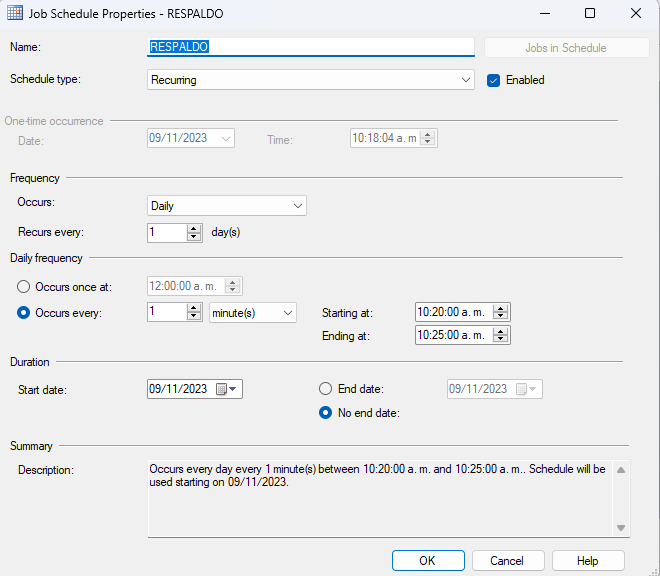 Job Schedule Properties - RESPALDO
Name: RESPALDO Jobs in Schedule
Schedule type: Recurring Enabled
One-time occurrence
Date: 09/11/2023 Time: 10:18:04 a. m
Frequency
Occurs: Daily
Recurs every: 1 day(s)
Daily frequency
Occurs once at: 12:00:00 a. m.
Occurs every: 1 minute(s) Starting at: 10:20:00 a. m.
Ending at: 10:25:00 a. m.
Duration
Start date: 09/11/2023 End date: 09/11/2023
No end date:
Summary
Description: Occurs every day every 1 minute(s) between 10:20:00 a. m. and 10:25:00 a. m.. Schedule will be
used starting on 09/11/2023.
OK Cancel Help